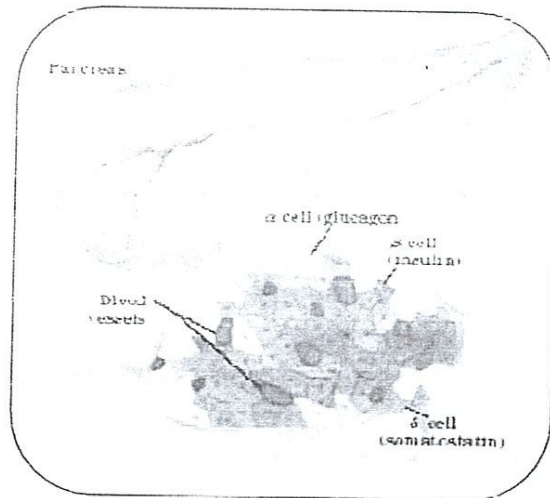 Pancreas
α cell (glucagon
β cell
(insulin)
Blood
vessels
δ cell
(somatostatin)